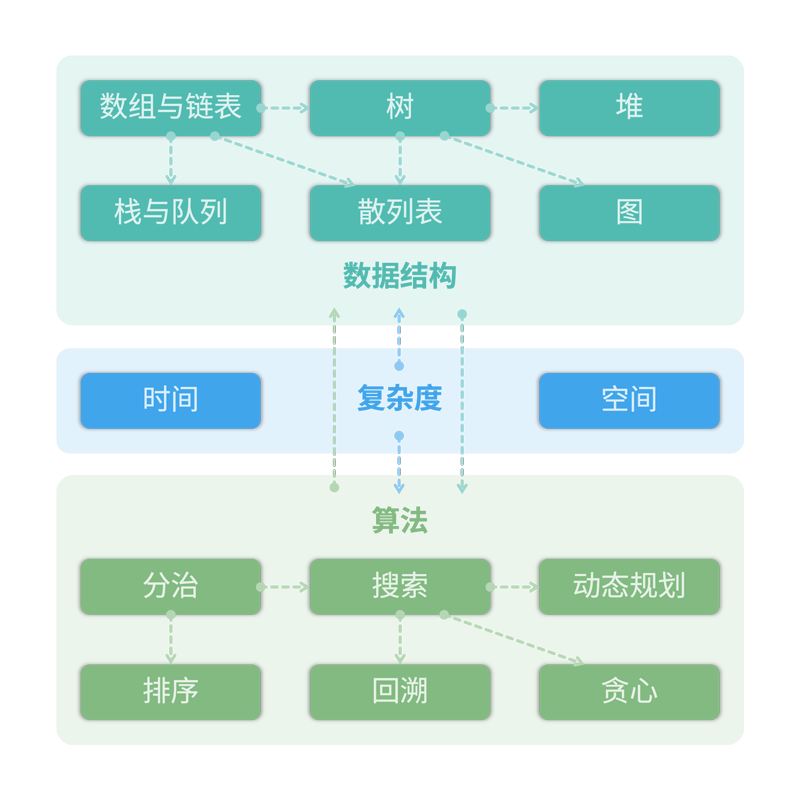 数组与链表
树
堆
栈与队列
散列表
图
数据结构
时间
复杂度
空间
算法
分治
搜索
动态规划
排序
回溯
贪心